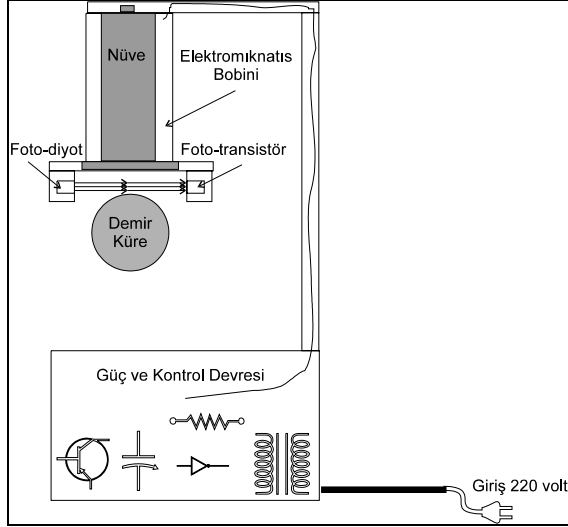 Nüve
Elektromıknatıs
Bobini
Foto-diyot
Foto-transistör
Demir
Küre
Güç ve Kontrol Devresi
Giriş 220 volt